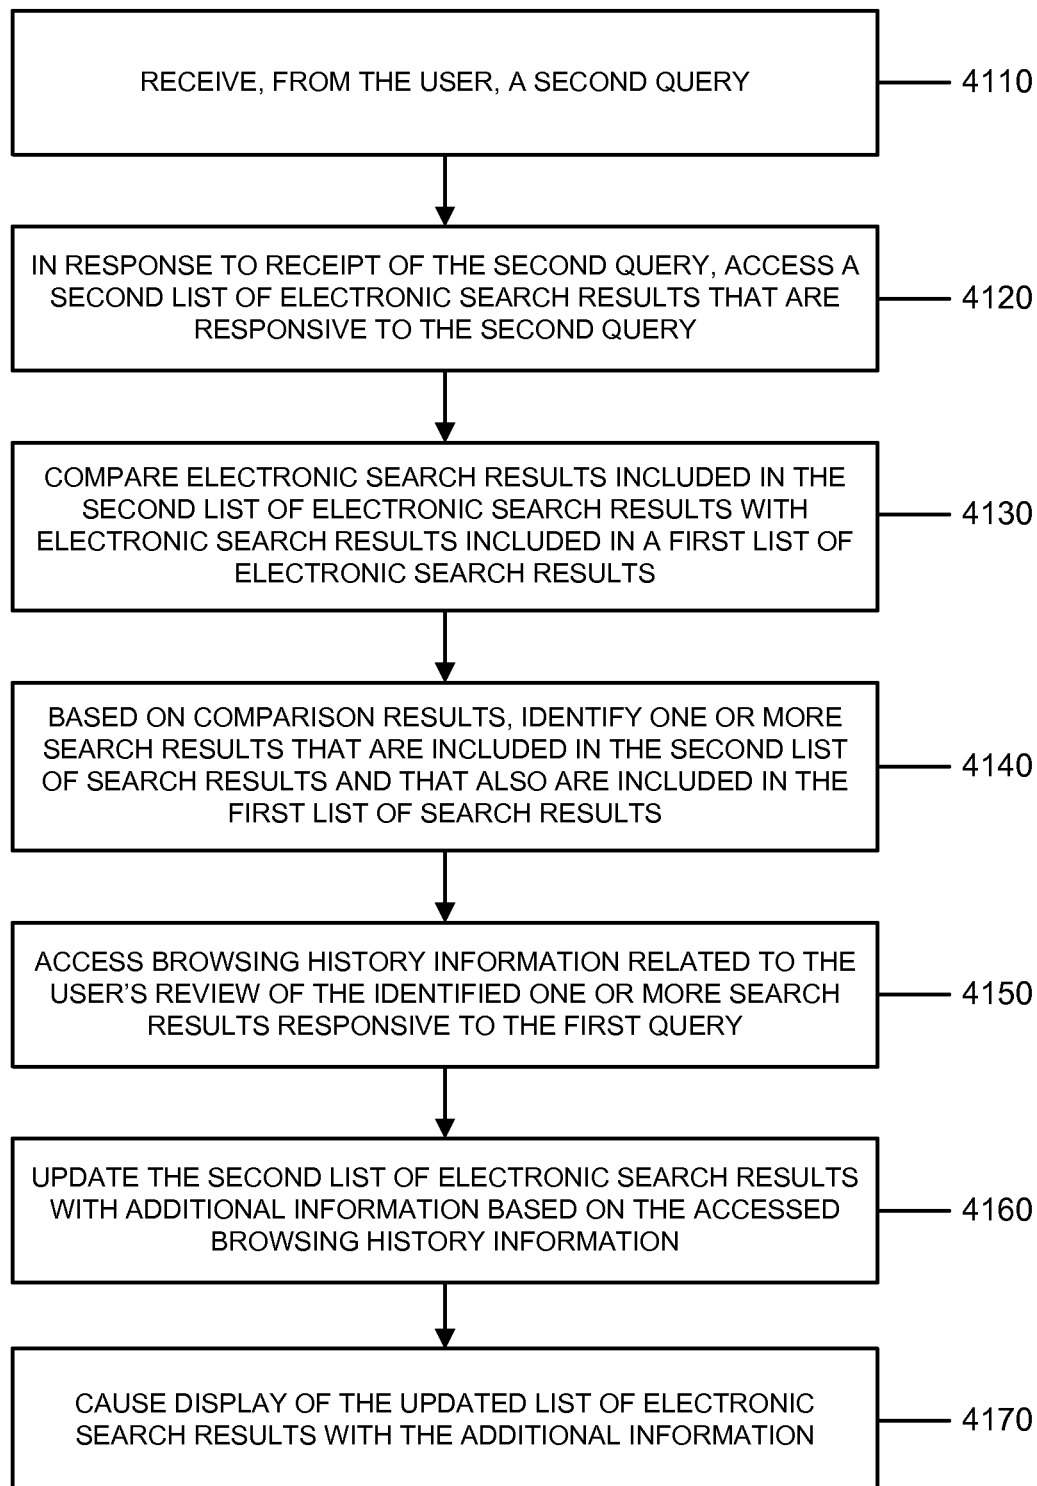 RECEIVE, FROM THE USER, A SECOND QUERY
4110
IN RESPONSE TO RECEIPT OF THE SECOND QUERY, ACCESS A
SECOND LIST OF ELECTRONIC SEARCH RESULTS THAT ARE
RESPONSIVE TO THE SECOND QUERY
4120
COMPARE ELECTRONIC SEARCH RESULTS INCLUDED IN THE
SECOND LIST OF ELECTRONIC SEARCH RESULTS WITH
ELECTRONIC SEARCH RESULTS INCLUDED IN A FIRST LIST OF
ELECTRONIC SEARCH RESULTS
4130
BASED ON COMPARISON RESULTS, IDENTIFY ONE OR MORE
SEARCH RESULTS THAT ARE INCLUDED IN THE SECOND LIST
OF SEARCH RESULTS AND THAT ALSO ARE INCLUDED IN THE
FIRST LIST OF SEARCH RESULTS
4140
ACCESS BROWSING HISTORY INFORMATION RELATED TO THE
USER'S REVIEW OF THE IDENTIFIED ONE OR MORE SEARCH
RESULTS RESPONSIVE TO THE FIRST QUERY
4150
UPDATE THE SECOND LIST OF ELECTRONIC SEARCH RESULTS
WITH ADDITIONAL INFORMATION BASED ON THE ACCESSED
BROWSING HISTORY INFORMATION
4160
CAUSE DISPLAY OF THE UPDATED LIST OF ELECTRONIC
SEARCH RESULTS WITH THE ADDITIONAL INFORMATION
4170